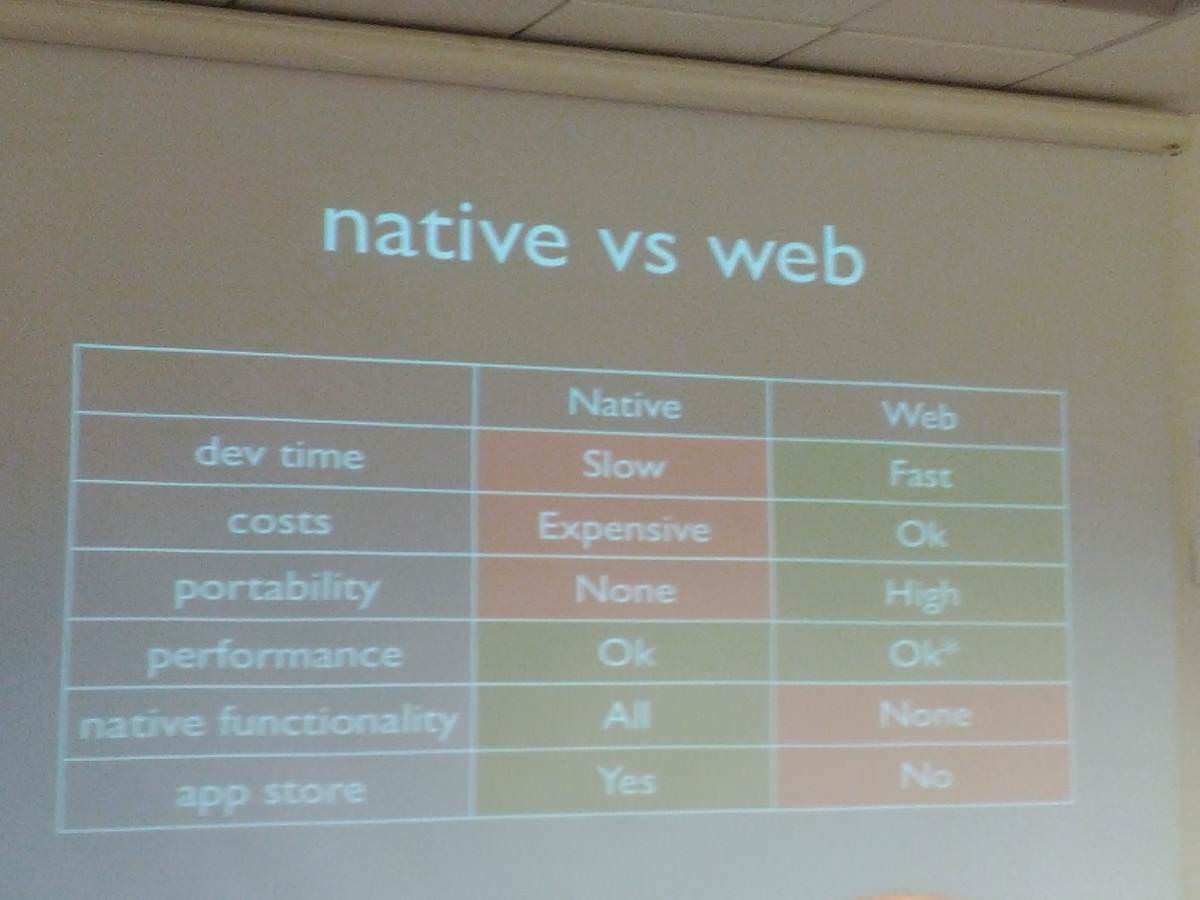 native vs web
Native Web
dev time Slow Fast
costs Expensive Ok
portability None High
performance Ok Ok*
native functionality All None
app store Yes No